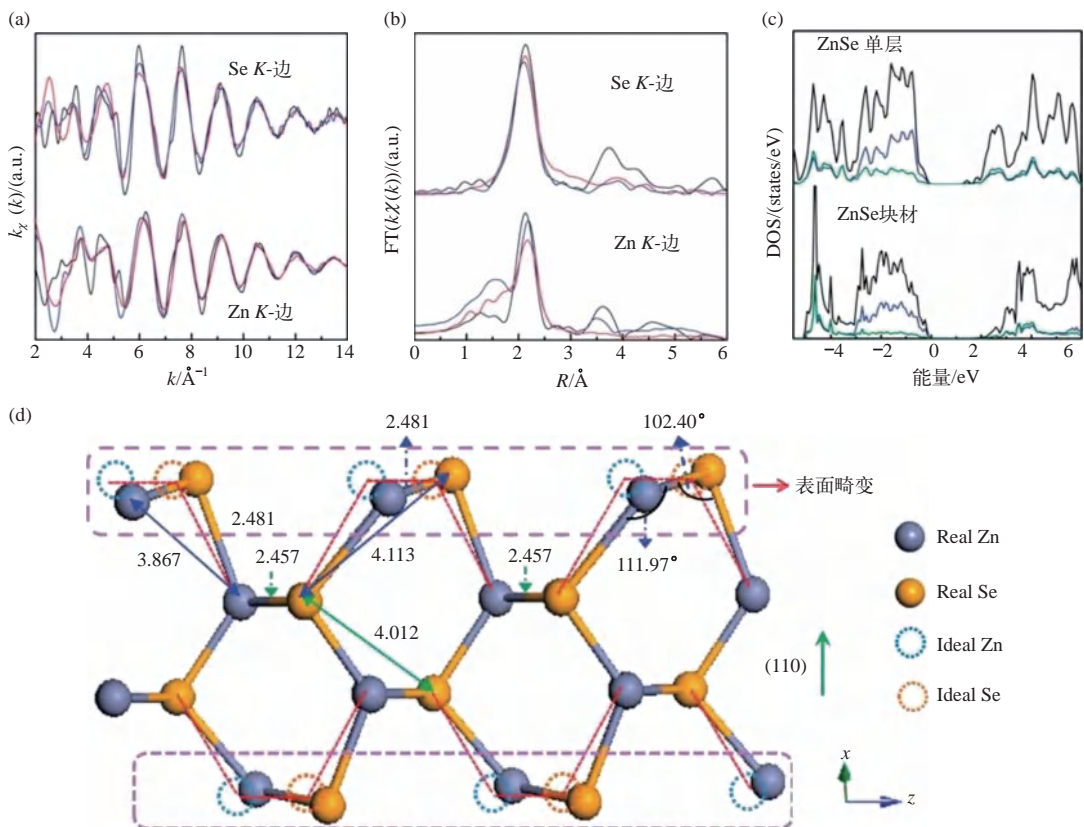 (a)
Se K-边
Zn K-边
kχ (k)/(a.u.)
2
4
6
8
10
12
14
k/Å⁻¹
(b)
Se K-边
Zn K-边
FT(kχ(k))/(a.u.)
0
1
2
3
4
5
6
R/Å
(c)
ZnSe 单层
ZnSe块材
DOS/(states/eV)
−4
−2
0
2
4
6
能量/eV
(d)
2.481
102.40°
表面畸变
2.481
3.867
2.457
4.113
2.457
111.97°
4.012
(110)
Real Zn
Real Se
Ideal Zn
Ideal Se
x
z